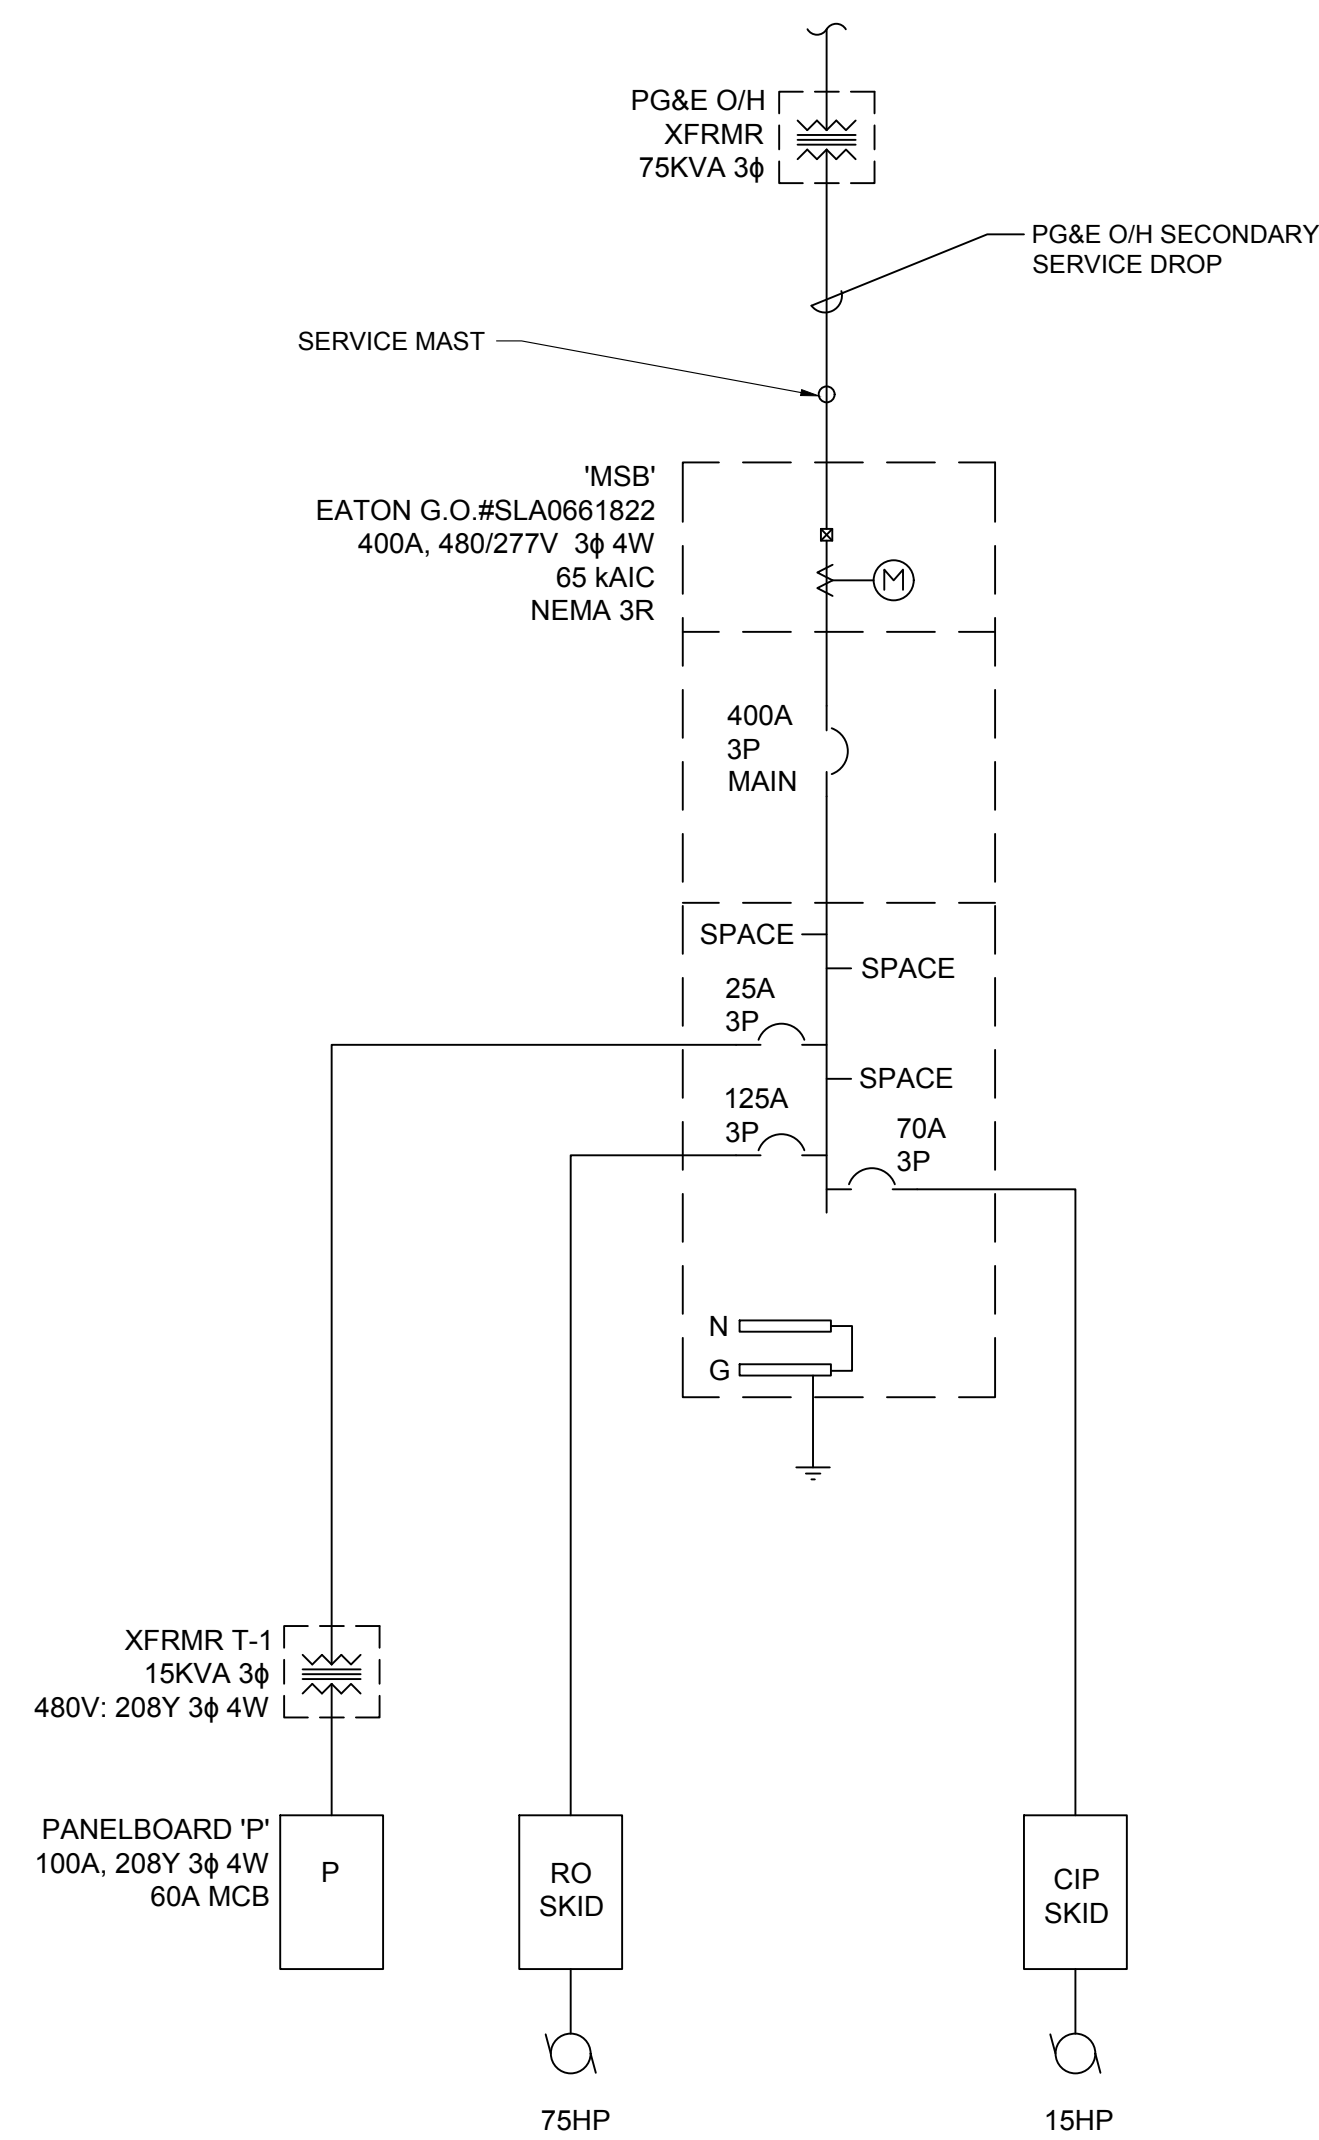 PG&E O/H
XFRMR
75KVA 3ϕ
PG&E O/H SECONDARY
SERVICE DROP
SERVICE MAST
'MSB'
EATON G.O.#SLA0661822
400A, 480/277V 3ϕ 4W
65 kAIC
NEMA 3R
M
400A
3P
MAIN
SPACE
SPACE
25A
3P
SPACE
125A
3P
70A
3P
N
G
XFRMR T-1
15KVA 3ϕ
480V: 208Y 3ϕ 4W
PANELBOARD 'P'
100A, 208Y 3ϕ 4W
60A MCB
P
RO
SKID
CIP
SKID
75HP
15HP